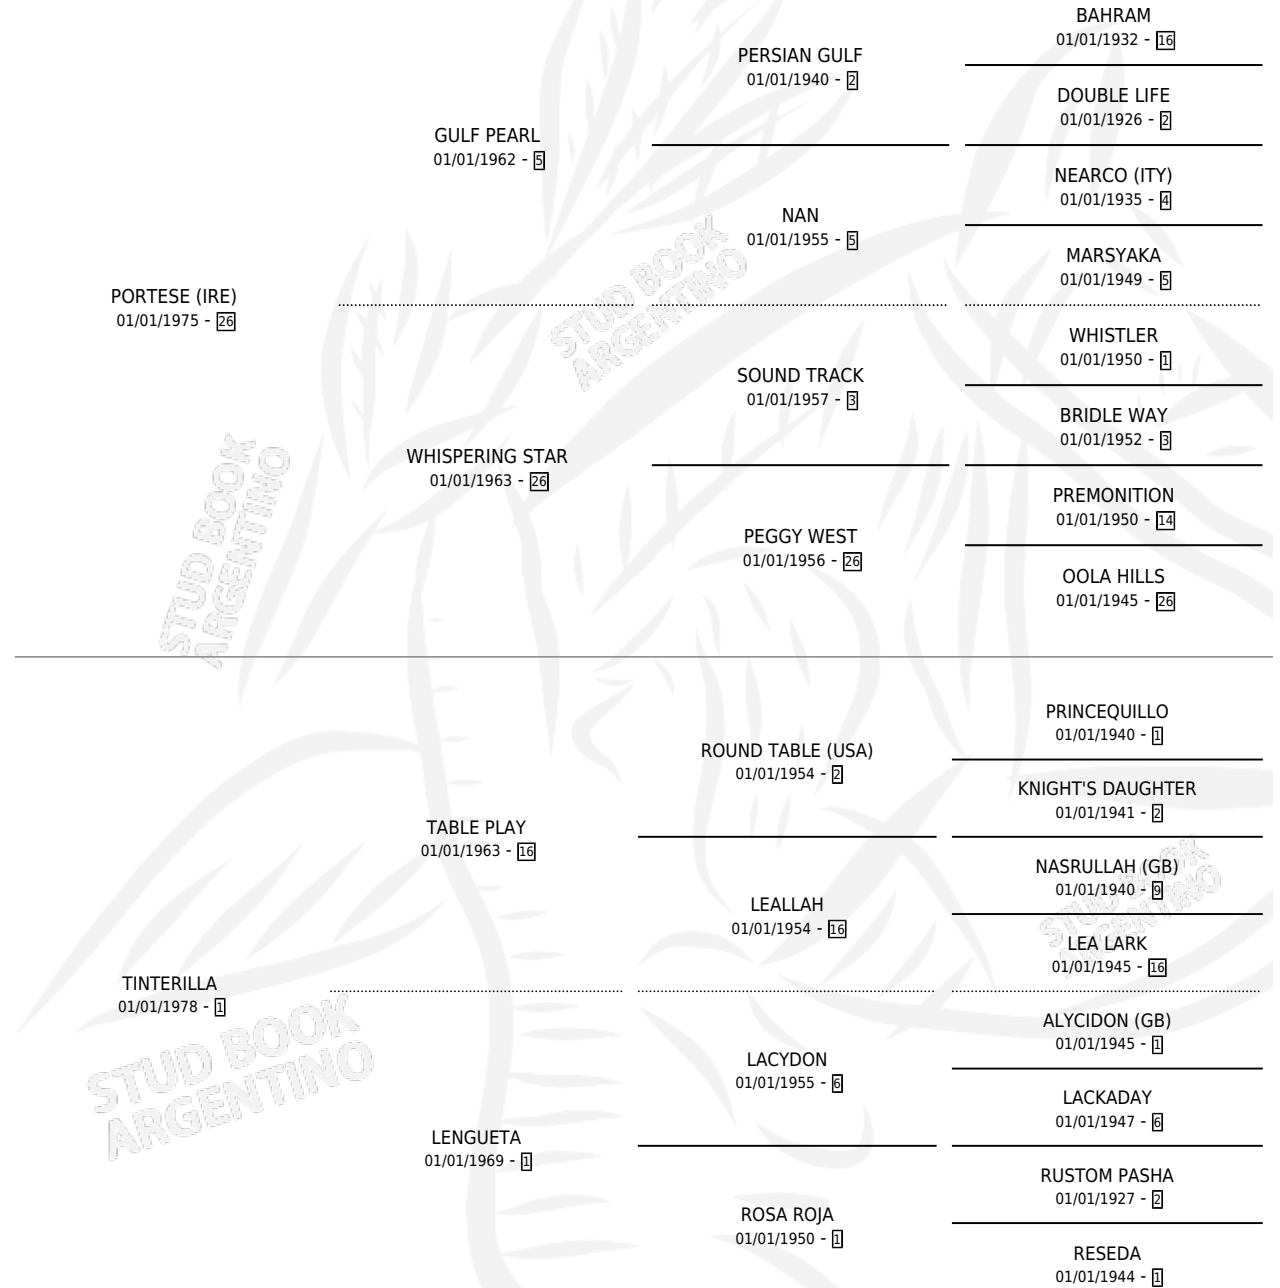 BAHRAM
01/01/1932 - 16
PERSIAN GULF
01/01/1940 - 2
DOUBLE LIFE
01/01/1926 - 2
GULF PEARL
01/01/1962 - 5
NEARCO (ITY)
01/01/1935 - 4
NAN
01/01/1955 - 5
MARSYAKA
01/01/1949 - 5
PORTESE (IRE)
01/01/1975 - 26
WHISTLER
01/01/1950 - 1
SOUND TRACK
01/01/1957 - 3
BRIDLE WAY
01/01/1952 - 3
WHISPERING STAR
01/01/1963 - 26
PREMONITION
01/01/1950 - 14
PEGGY WEST
01/01/1956 - 26
OOLA HILLS
01/01/1945 - 26
PRINCEQUILLO
01/01/1940 - 1
ROUND TABLE (USA)
01/01/1954 - 2
KNIGHT'S DAUGHTER
01/01/1941 - 2
TABLE PLAY
01/01/1963 - 16
NASRULLAH (GB)
01/01/1940 - 9
LEALLAH
01/01/1954 - 16
LEA LARK
01/01/1945 - 16
TINTERILLA
01/01/1978 - 1
ALYCIDON (GB)
01/01/1945 - 1
LACYDON
01/01/1955 - 6
LACKADAY
01/01/1947 - 6
LENGUETA
01/01/1969 - 1
RUSTOM PASHA
01/01/1927 - 2
ROSA ROJA
01/01/1950 - 1
RESEDA
01/01/1944 - 1
STUD BOOK
ARGENTINO
STUD BOOK
ARGENTINO
STUD BOOK
ARGENTINO
STUD BOOK
ARGENTINO